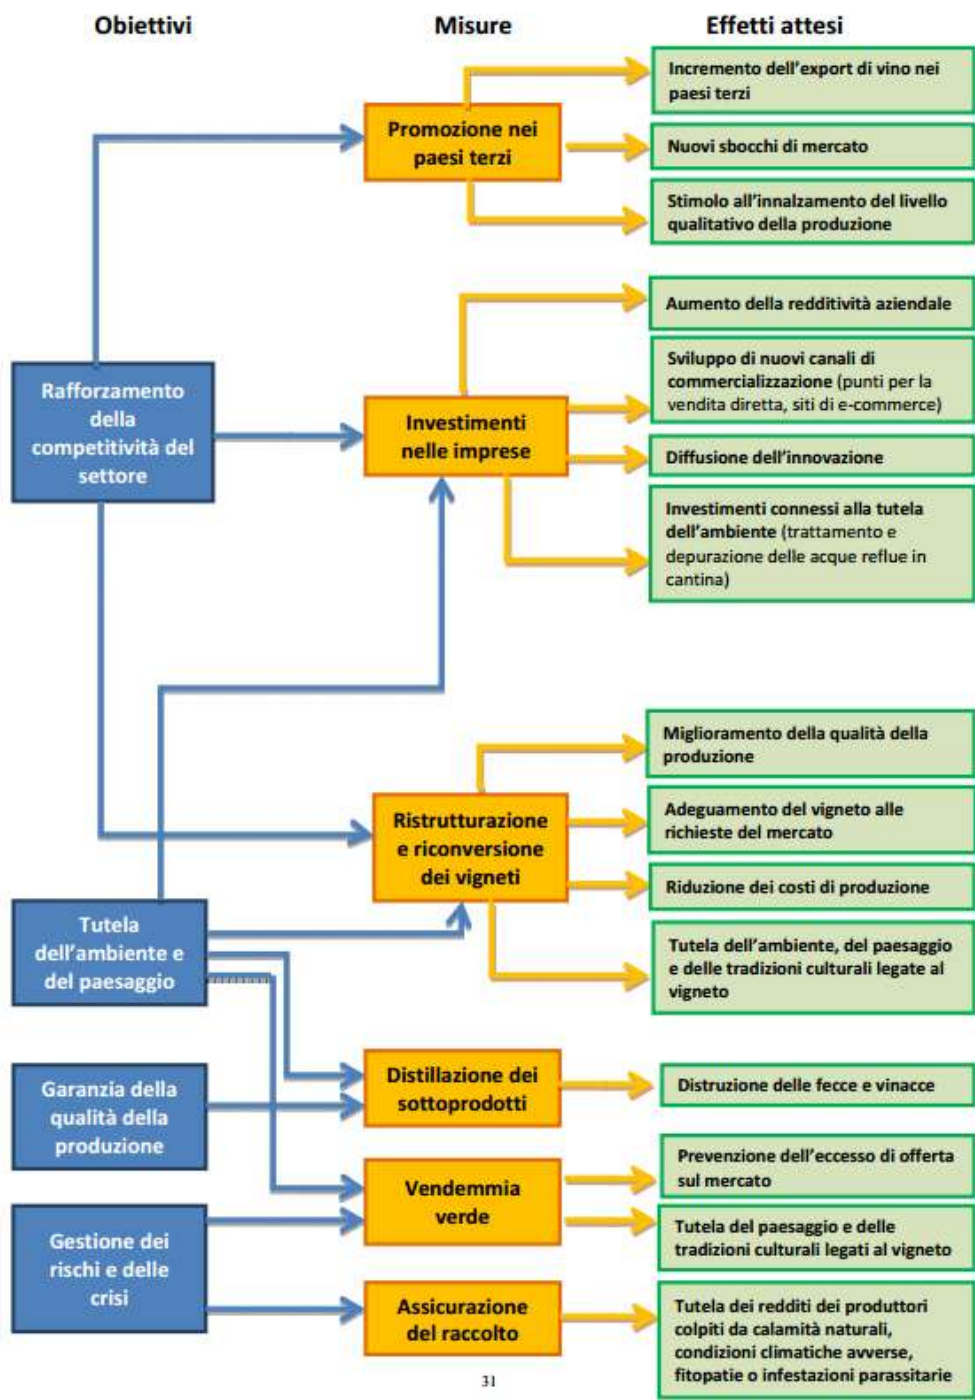 Obiettivi
Misure
Effetti attesi
Incremento dell'export di vino nei
paesi terzi
Promozione nei
paesi terzi
Nuovi sbocchi di mercato
Stimolo all'innalzamento del livello
qualitativo della produzione
Aumento della redditività aziendale
Rafforzamento
della
competitività del
settore
Investimenti
nelle imprese
Sviluppo di nuovi canali di
commercializzazione (punti per la
vendita diretta, siti di e-commerce)
Diffusione dell'innovazione
Investimenti connessi alla tutela
dell'ambiente (trattamento e
depurazione delle acque reflue in
cantina)
Miglioramento della qualità della
produzione
Ristrutturazione
e riconversione
dei vigneti
Adeguamento del vigneto alle
richieste del mercato
Riduzione dei costi di produzione
Tutela
dell'ambiente e
del paesaggio
Tutela dell'ambiente, del paesaggio
e delle tradizioni culturali legate al
vigneto
Garanzia della
qualità della
produzione
Distillazione dei
sottoprodotti
Distruzione delle fecce e vinacce
Vendemmia
verde
Prevenzione dell'eccesso di offerta
sul mercato
Tutela del paesaggio e delle
tradizioni culturali legati al vigneto
Gestione dei
rischi e delle
crisi
Assicurazione
del raccolto
Tutela dei redditi dei produttori
colpiti da calamità naturali,
condizioni climatiche avverse,
fitopatie o infestazioni parassitarie
31